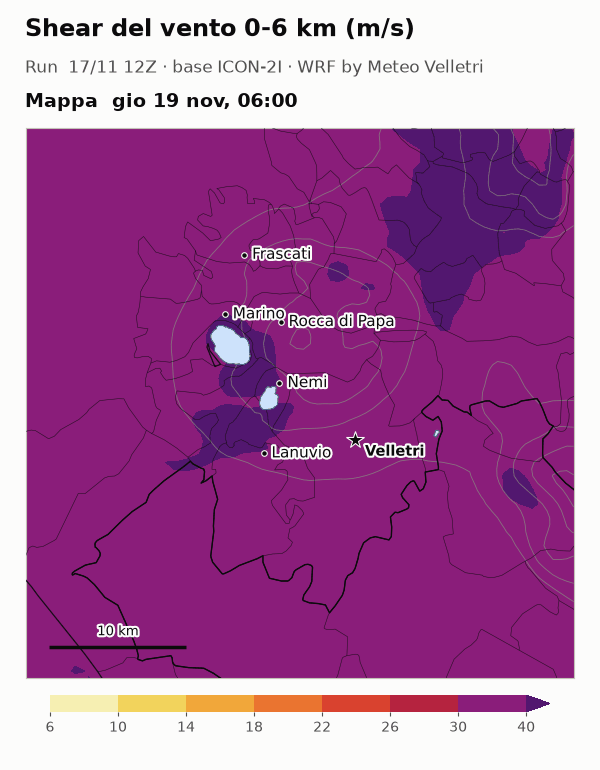 Shear del vento 0-6 km (m/s)
Run  17/11 12Z · base ICON-2I · WRF by Meteo Velletri
Mappa  gio 19 nov, 06:00
Frascati
Marino
Rocca di Papa
Nemi
Velletri
Lanuvio
10 km
6 10 14 18 22 26 30 40